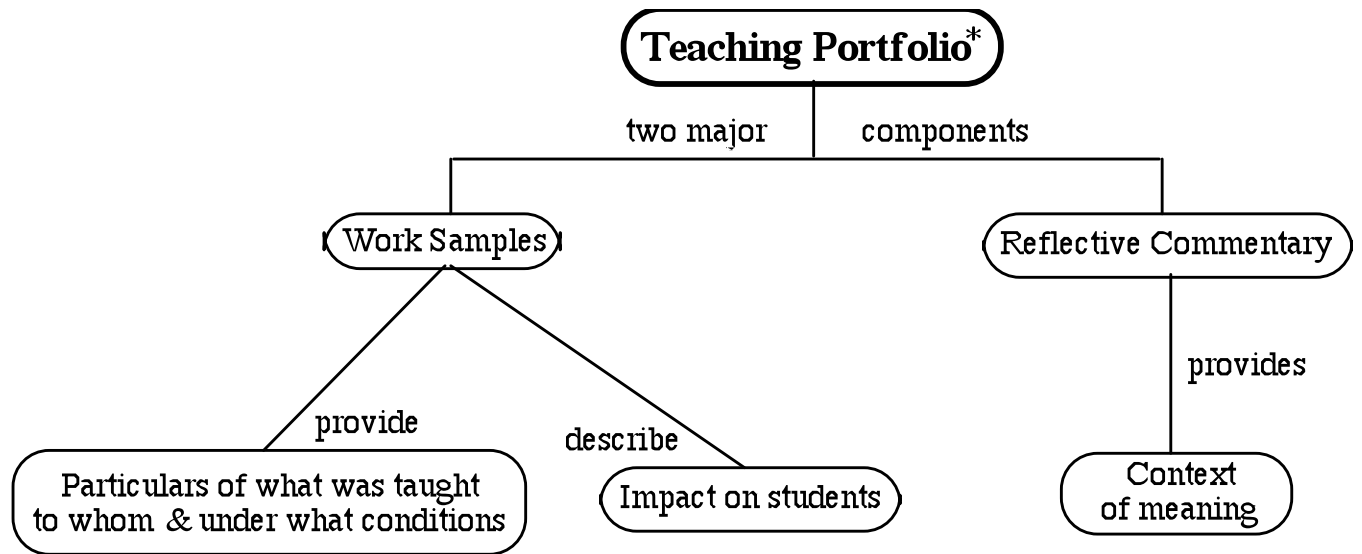 Teaching Portfolio*
two major components
Work Samples
Reflective Commentary
provides
provide
describe
Particulars of what was taught
to whom & under what conditions
Impact on students
Context
of meaning